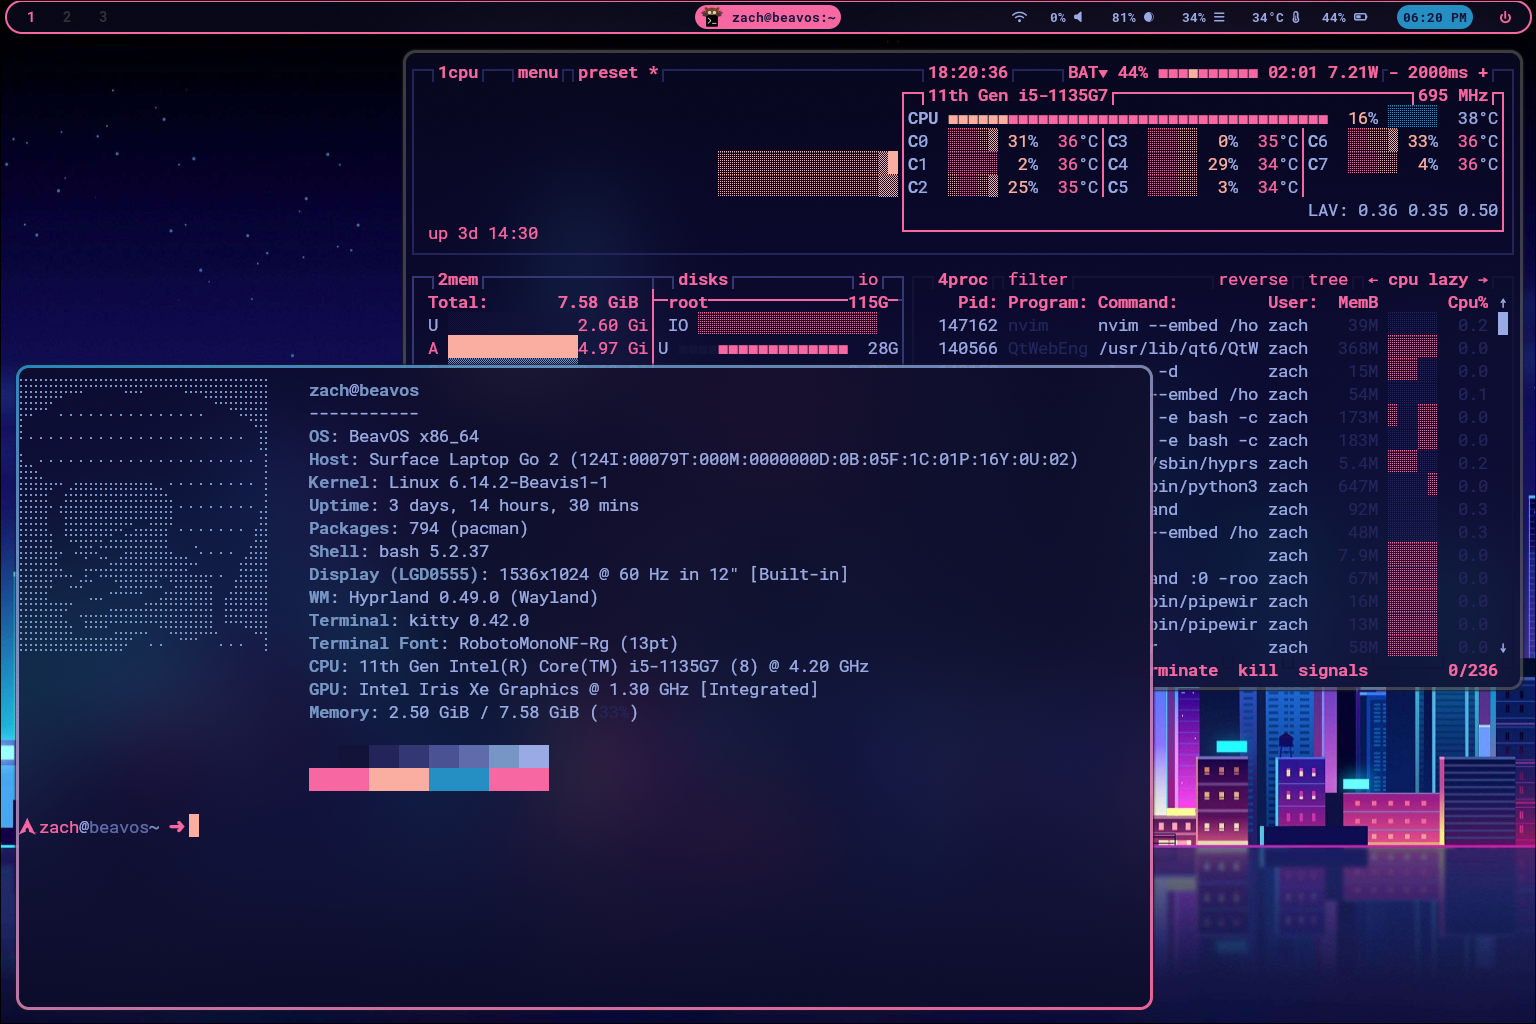 1 2 3 zach@beavos:~ 0% 81% 34% 34°C 44% 06:20 PM
1cpu menu preset * 18:20:36 BAT▼ 44% 02:01 7.21W - 2000ms +
11th Gen i5-1135G7 695 MHz
CPU 16% 38°C
C0 31% 36°C C3 0% 35°C C6 33% 36°C
C1 2% 36°C C4 29% 34°C C7 4% 36°C
C2 25% 35°C C5 3% 34°C
LAV: 0.36 0.35 0.50
up 3d 14:30
2mem disks io 4proc filter reverse tree ← cpu lazy →
Total: 7.58 GiB root 115G Pid: Program: Command: User: MemB Cpu% ↑
U 2.60 Gi IO 147162 nvim nvim --embed /ho zach 39M 0.2
A 4.97 Gi U 28G 140566 QtWebEng /usr/lib/qt6/QtW zach 368M 0.0
-d zach 15M 0.0
--embed /ho zach 54M 0.1
-e bash -c zach 173M 0.0
-e bash -c zach 183M 0.0
/sbin/hyprs zach 5.4M 0.2
bin/python3 zach 647M 0.0
and zach 92M 0.3
--embed /ho zach 48M 0.3
zach 7.9M 0.0
and :0 -roo zach 67M 0.0
bin/pipewir zach 16M 0.0
bin/pipewir zach 13M 0.0
zach 58M 0.0 ↓
rminate kill signals 0/236
zach@beavos
-----------
OS: BeavOS x86_64
Host: Surface Laptop Go 2 (124I:00079T:000M:0000000D:0B:05F:1C:01P:16Y:0U:02)
Kernel: Linux 6.14.2-Beavis1-1
Uptime: 3 days, 14 hours, 30 mins
Packages: 794 (pacman)
Shell: bash 5.2.37
Display (LGD0555): 1536x1024 @ 60 Hz in 12" [Built-in]
WM: Hyprland 0.49.0 (Wayland)
Terminal: kitty 0.42.0
Terminal Font: RobotoMonoNF-Rg (13pt)
CPU: 11th Gen Intel(R) Core(TM) i5-1135G7 (8) @ 4.20 GHz
GPU: Intel Iris Xe Graphics @ 1.30 GHz [Integrated]
Memory: 2.50 GiB / 7.58 GiB (33%)
zach@beavos~ ➜